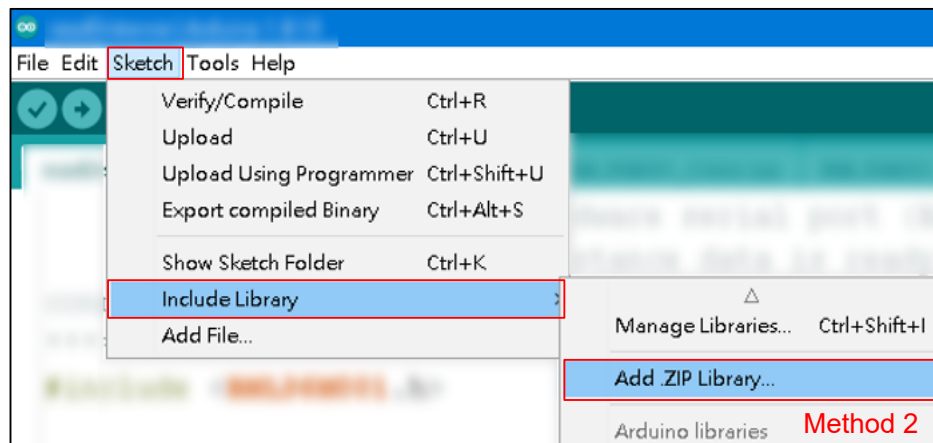 File Edit Sketch Tools Help
Verify/Compile Ctrl+R
Upload Ctrl+U
Upload Using Programmer Ctrl+Shift+U
Export compiled Binary Ctrl+Alt+S
Show Sketch Folder Ctrl+K
Include Library
Add File...
Manage Libraries... Ctrl+Shift+I
Add .ZIP Library...
Arduino libraries
Method 2